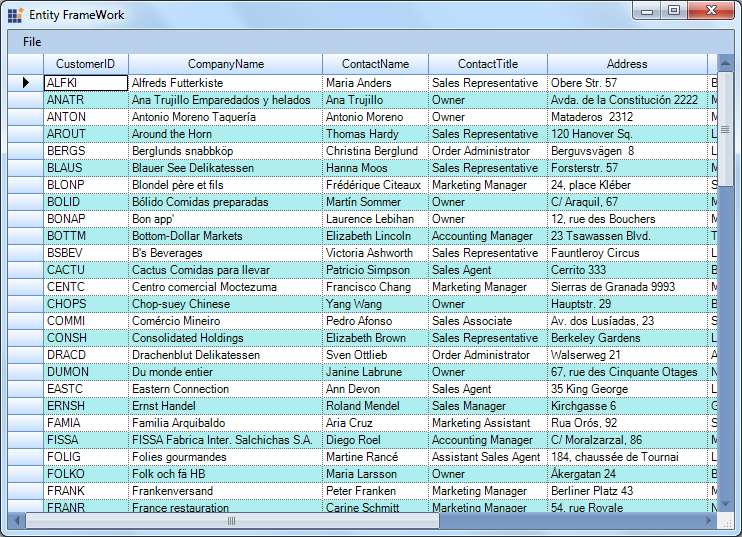 Entity FrameWork
File
CustomerID CompanyName ContactName ContactTitle Address
ALFKI Alfreds Futterkiste Maria Anders Sales Representative Obere Str. 57 B
ANATR Ana Trujillo Emparedados y helados Ana Trujillo Owner Avda. de la Constitución 2222 M
ANTON Antonio Moreno Taquería Antonio Moreno Owner Mataderos  2312 M
AROUT Around the Horn Thomas Hardy Sales Representative 120 Hanover Sq. L
BERGS Berglunds snabbköp Christina Berglund Order Administrator Berguvsvägen  8 L
BLAUS Blauer See Delikatessen Hanna Moos Sales Representative Forsterstr. 57 M
BLONP Blondel père et fils Frédérique Citeaux Marketing Manager 24, place Kléber S
BOLID Bólido Comidas preparadas Martín Sommer Owner C/ Araquil, 67 M
BONAP Bon app' Laurence Lebihan Owner 12, rue des Bouchers M
BOTTM Bottom-Dollar Markets Elizabeth Lincoln Accounting Manager 23 Tsawassen Blvd. T
BSBEV B's Beverages Victoria Ashworth Sales Representative Fauntleroy Circus L
CACTU Cactus Comidas para llevar Patricio Simpson Sales Agent Cerrito 333 B
CENTC Centro comercial Moctezuma Francisco Chang Marketing Manager Sierras de Granada 9993 M
CHOPS Chop-suey Chinese Yang Wang Owner Hauptstr. 29 B
COMMI Comércio Mineiro Pedro Afonso Sales Associate Av. dos Lusíadas, 23 S
CONSH Consolidated Holdings Elizabeth Brown Sales Representative Berkeley Gardens L
DRACD Drachenblut Delikatessen Sven Ottlieb Order Administrator Walserweg 21 A
DUMON Du monde entier Janine Labrune Owner 67, rue des Cinquante Otages N
EASTC Eastern Connection Ann Devon Sales Agent 35 King George L
ERNSH Ernst Handel Roland Mendel Sales Manager Kirchgasse 6 G
FAMIA Familia Arquibaldo Aria Cruz Marketing Assistant Rua Orós, 92 S
FISSA FISSA Fabrica Inter. Salchichas S.A. Diego Roel Accounting Manager C/ Moralzarzal, 86 M
FOLIG Folies gourmandes Martine Rancé Assistant Sales Agent 184, chaussée de Tournai L
FOLKO Folk och fä HB Maria Larsson Owner Åkergatan 24 B
FRANK Frankenversand Peter Franken Marketing Manager Berliner Platz 43 M
FRANR France restauration Carine Schmitt Marketing Manager 54, rue Royale N